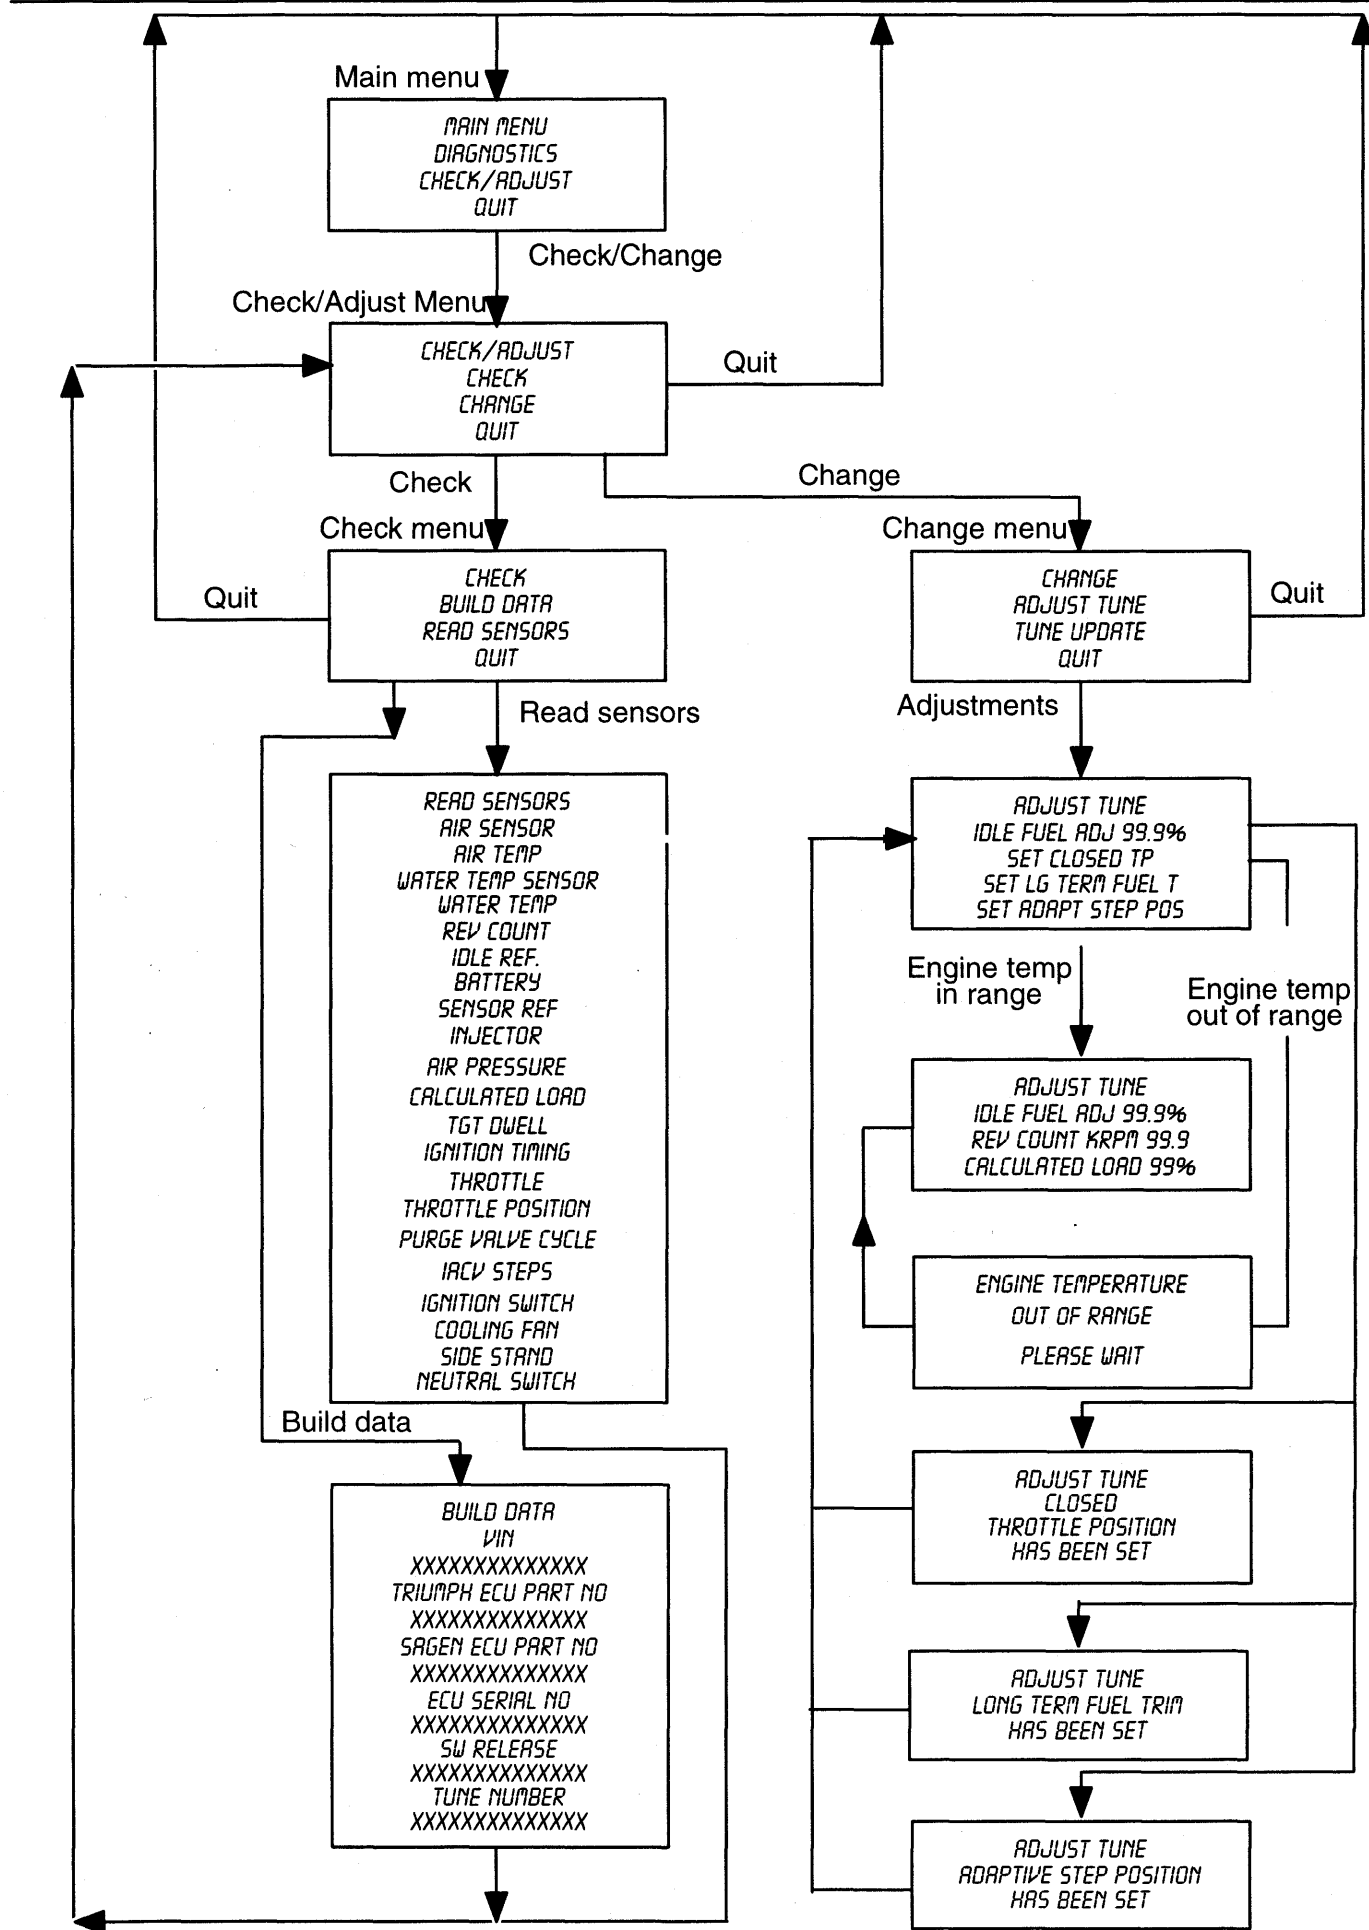 Main menu
MAIN MENU
DIAGNOSTICS
CHECK/ADJUST
QUIT
Check/Change
Check/Adjust Menu
CHECK/ADJUST
CHECK
CHANGE
QUIT
Quit
Check
Change
Check menu
CHECK
BUILD DATA
READ SENSORS
QUIT
Quit
Change menu
CHANGE
ADJUST TUNE
TUNE UPDATE
QUIT
Quit
Read sensors
READ SENSORS
AIR SENSOR
AIR TEMP
WATER TEMP SENSOR
WATER TEMP
REV COUNT
IDLE REF.
BATTERY
SENSOR REF
INJECTOR
AIR PRESSURE
CALCULATED LOAD
TGT DWELL
IGNITION TIMING
THROTTLE
THROTTLE POSITION
PURGE VALVE CYCLE
IACV STEPS
IGNITION SWITCH
COOLING FAN
SIDE STAND
NEUTRAL SWITCH
Build data
BUILD DATA
VIN
XXXXXXXXXXXXXX
TRIUMPH ECU PART NO
XXXXXXXXXXXXXX
SAGEN ECU PART NO
XXXXXXXXXXXXXX
ECU SERIAL NO
XXXXXXXXXXXXXX
SW RELEASE
XXXXXXXXXXXXXX
TUNE NUMBER
XXXXXXXXXXXXXX
Adjustments
ADJUST TUNE
IDLE FUEL ADJ 99.9%
SET CLOSED TP
SET LG TERM FUEL T
SET ADAPT STEP POS
Engine temp
in range
Engine temp
out of range
ADJUST TUNE
IDLE FUEL ADJ 99.9%
REV COUNT KRPM 99.9
CALCULATED LOAD 99%
ENGINE TEMPERATURE
OUT OF RANGE
PLEASE WAIT
ADJUST TUNE
CLOSED
THROTTLE POSITION
HAS BEEN SET
ADJUST TUNE
LONG TERM FUEL TRIM
HAS BEEN SET
ADJUST TUNE
ADAPTIVE STEP POSITION
HAS BEEN SET